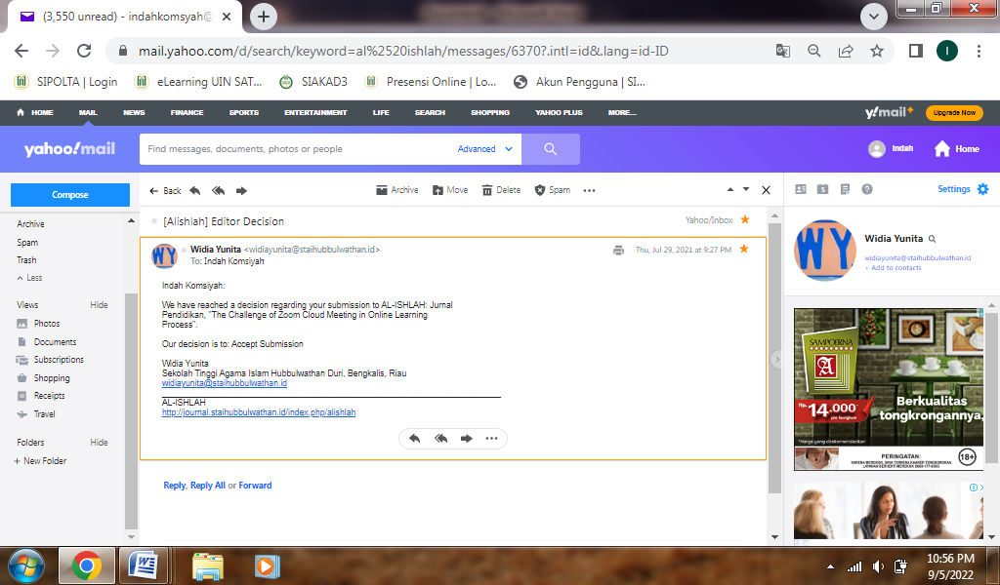 (3,550 unread) - indahkomsyah@
mail.yahoo.com/d/search/keyword=al%2520ishlah/messages/6370?.intl=id&.lang=id-ID
I
SIPOLTA | Login
eLearning UIN SAT...
SIAKAD3
Presensi Online | Lo...
Akun Pengguna | SI...
HOME MAIL NEWS FINANCE SPORTS ENTERTAINMENT LIFE SEARCH SHOPPING YAHOO PLUS MORE...
y!mail+
Upgrade Now
yahoo!mail
Find messages, documents, photos or people
Advanced
Indah
Home
Compose
Back
Archive
Move
Delete
Spam
Settings
Archive
Spam
Trash
Less
Views Hide
Photos
Documents
Subscriptions
Shopping
Receipts
Travel
Folders Hide
+ New Folder
[Alishlah] Editor Decision
Yahoo/Inbox
WY
Widia Yunita <widiayunita@staihubbulwathan.id>
To: Indah Komsiyah
Thu, Jul 29, 2021 at 9:27 PM
Indah Komsiyah:
We have reached a decision regarding your submission to AL-ISHLAH: Jurnal
Pendidikan, "The Challenge of Zoom Cloud Meeting in Online Learning
Process".
Our decision is to: Accept Submission
Widia Yunita
Sekolah Tinggi Agama Islam Hubbulwathan Duri, Bengkalis, Riau
widiayunita@staihubbulwathan.id
AL-ISHLAH
http://journal.staihubbulwathan.id/index.php/alishlah
Reply, Reply All or Forward
WY
Widia Yunita
widiayunita@staihubbulwathan.id
+ Add to contacts
SAMPOERNA
A
Rp. 14.000*
per bungkus
Berkualitas
tongkrongannya,
*Harga yang direkomendasikan
PERINGATAN:
18+
10:56 PM
9/5/2022